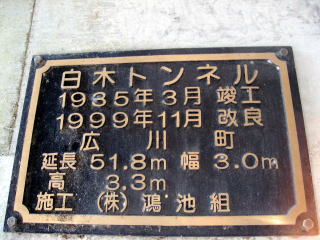 白木トンネル
1985年3月 竣工
1999年11月 改良
広川町
延長 51.8m 幅 3.0m
高 3.3m
施工 (株) 鴻池組